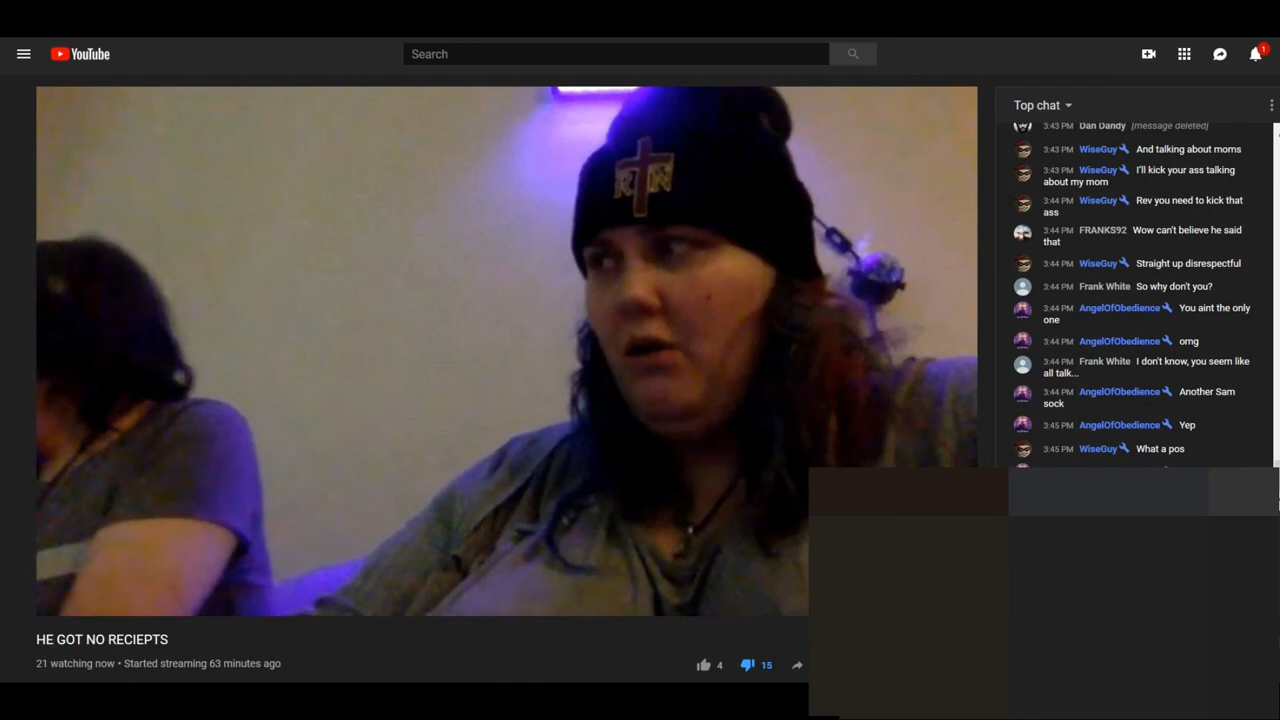 YouTube
Search
1
RTN
Top chat
3:43 PM Dan Dandy [message deleted]
3:43 PM WiseGuy And talking about moms
3:43 PM WiseGuy I'll kick your ass talking
about my mom
3:44 PM WiseGuy Rev you need to kick that
ass
3:44 PM FRANKS92 Wow can't believe he said
that
3:44 PM WiseGuy Straight up disrespectful
3:44 PM Frank White So why don't you?
3:44 PM AngelOfObedience You aint the only
one
3:44 PM AngelOfObedience omg
3:44 PM Frank White I don't know, you seem like
all talk...
3:44 PM AngelOfObedience Another Sam
sock
3:45 PM AngelOfObedience Yep
3:45 PM WiseGuy What a pos
HE GOT NO RECIEPTS
21 watching now • Started streaming 63 minutes ago
4 15